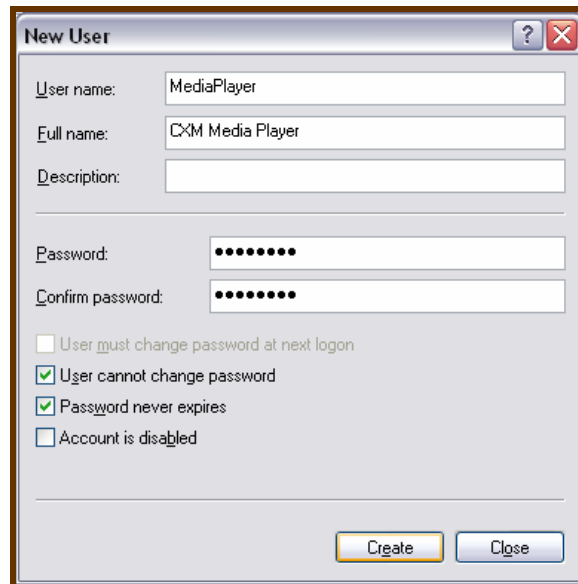 New User
User name: MediaPlayer
Full name: CXM Media Player
Description:
Password: ●●●●●●●●
Confirm password: ●●●●●●●●
User must change password at next logon
User cannot change password
Password never expires
Account is disabled
Create Close